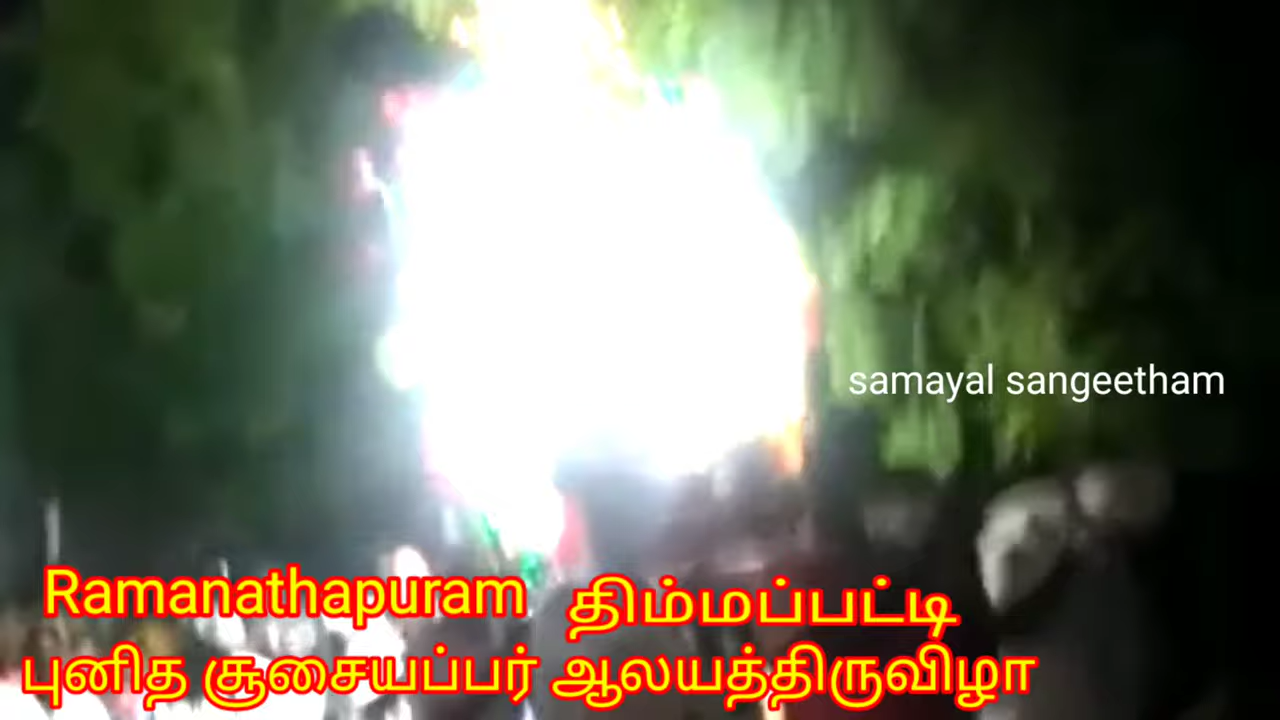 samayal sangeetham
Ramanathapuram திம்மப்பட்டி
புனித சூசையப்பர் ஆலயத்திருவிழா